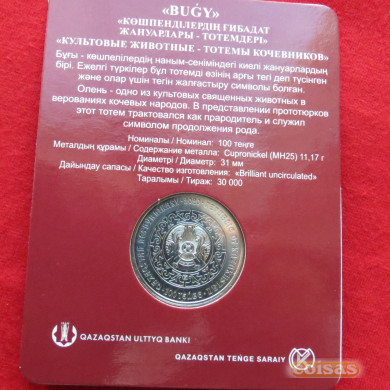 «BUǴY»
«КӨШПЕНДІЛЕРДІҢ ҒИБАДАТ
ЖАНУАРЛАРЫ - ТОТЕМДЕРІ»
«КУЛЬТОВЫЕ ЖИВОТНЫЕ - ТОТЕМЫ КОЧЕВНИКОВ»
Бұғы - көшпелілердің наным-сеніміндегі киелі жануарлардың
бірі. Ежелгі түркілер бұл тотемді өзінің арғы тегі деп түсінген
және олар үшін тегін жалғастыру символы болған.
Олень - одно из культовых священных животных в
верованиях кочевых народов. В представлении прототюрков
этот тотем трактовался как прародитель и служил
символом продолжения рода.
Номиналы / Номинал: 100 теңге
Металдың құрамы / Содержание металла: Cupronickel (МН25) 11,17 г
Диаметрі / Диаметр: 31 мм
Дайындау сапасы / Качество изготовления: «Brilliant uncirculated»
Таралымы / Тираж: 30 000
QAZAQSTAN ULTTYQ BANKI
QAZAQSTAN TEŃGE SARAIY
coisas